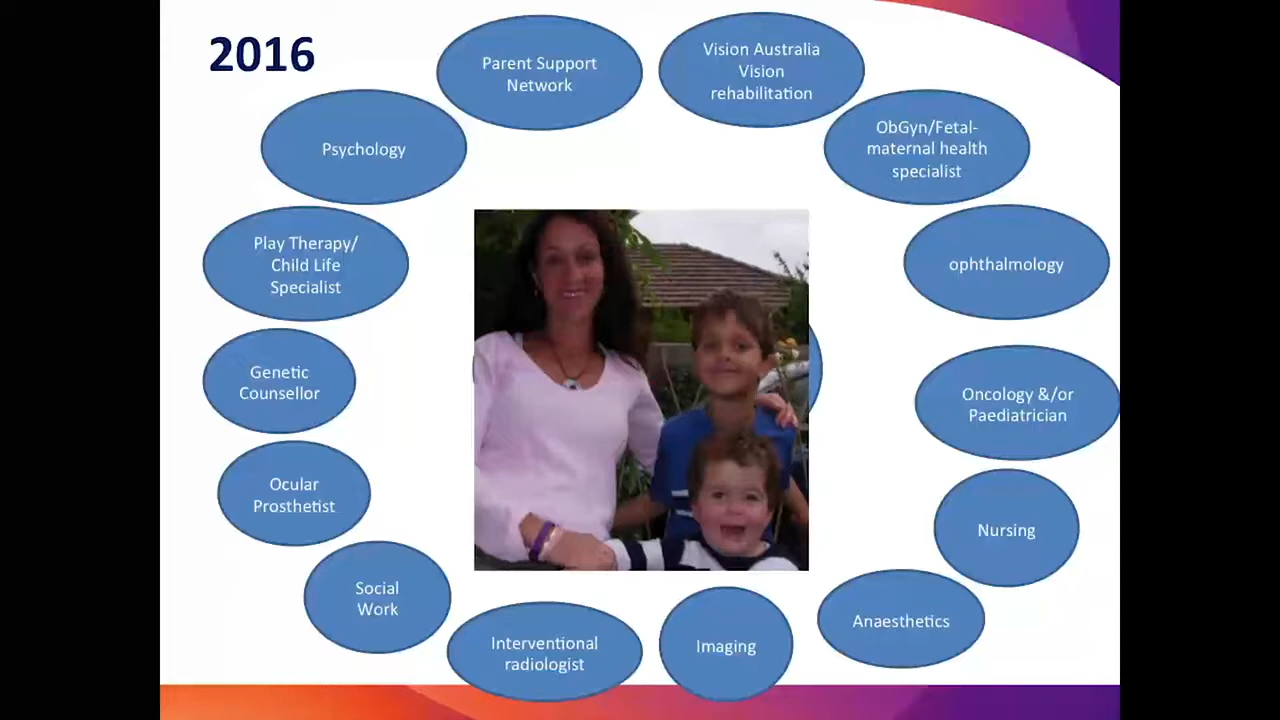 2016
Parent Support
Network
Vision Australia
Vision
rehabilitation
ObGyn/Fetal-
maternal health
specialist
Psychology
Play Therapy/
Child Life
Specialist
ophthalmology
Genetic
Counsellor
Oncology &/or
Paediatrician
Ocular
Prosthetist
Nursing
Social
Work
Anaesthetics
Interventional
radiologist
Imaging